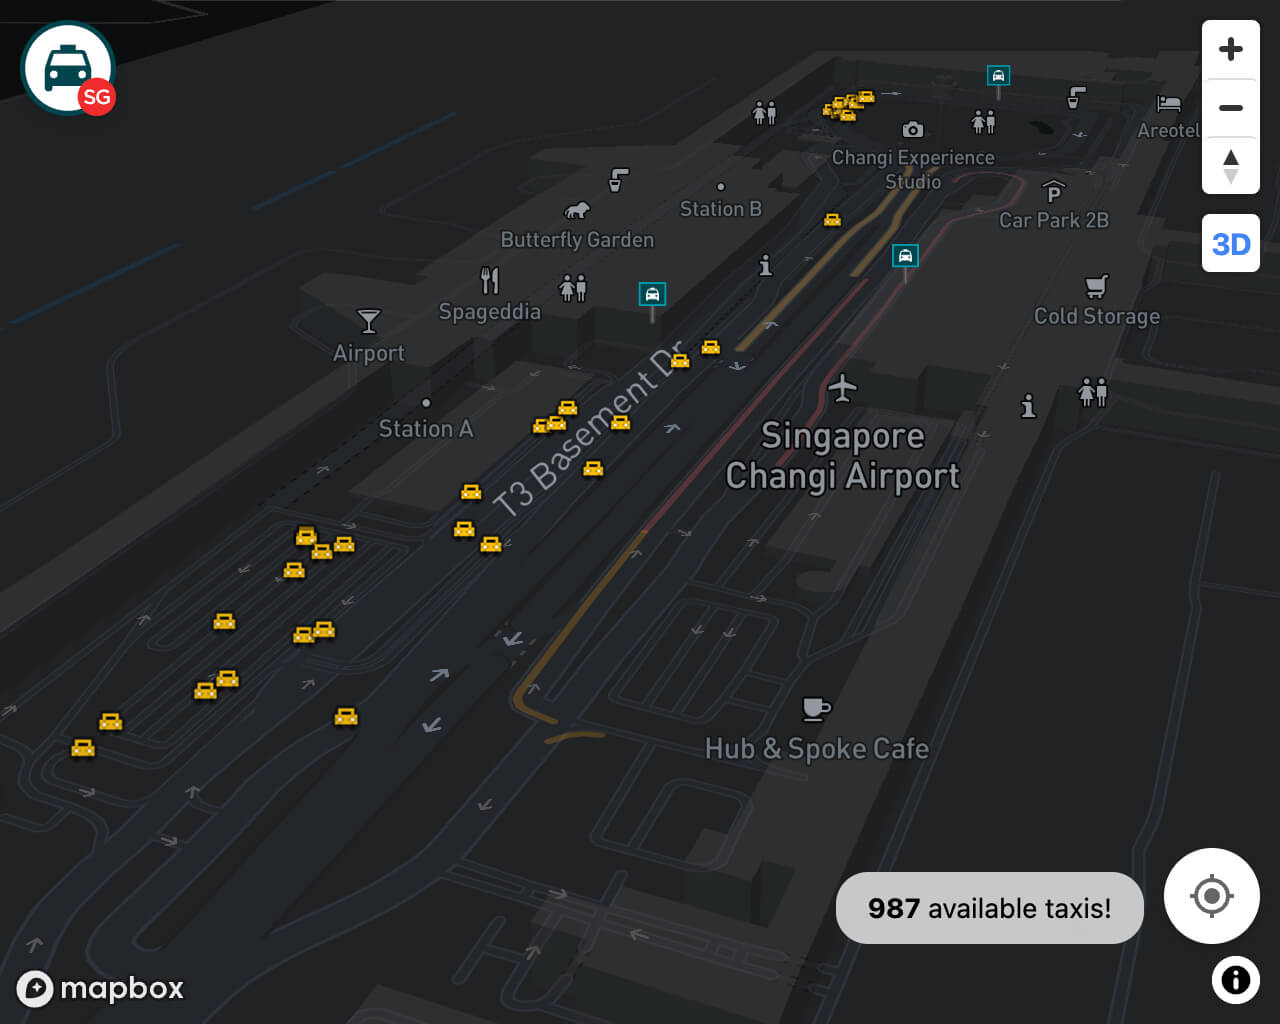 SG
3D
Areotel
Changi Experience
Studio
Station B
Car Park 2B
Butterfly Garden
Spageddia
Cold Storage
Airport
T3 Basement Dr
Station A
Singapore
Changi Airport
Hub & Spoke Cafe
987 available taxis!
mapbox